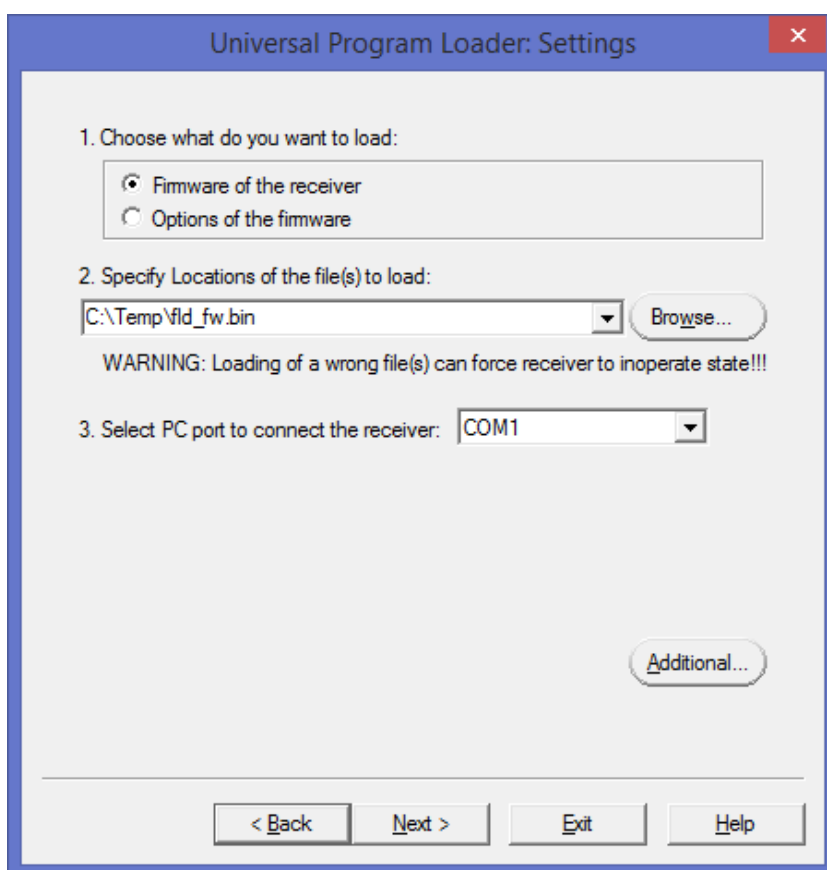 Universal Program Loader: Settings
1. Choose what do you want to load:
Firmware of the receiver
Options of the firmware
2. Specify Locations of the file(s) to load:
C:\Temp\fld_fw.bin
Browse...
WARNING: Loading of a wrong file(s) can force receiver to inoperate state!!!
3. Select PC port to connect the receiver:
COM1
Additional...
< Back
Next >
Exit
Help